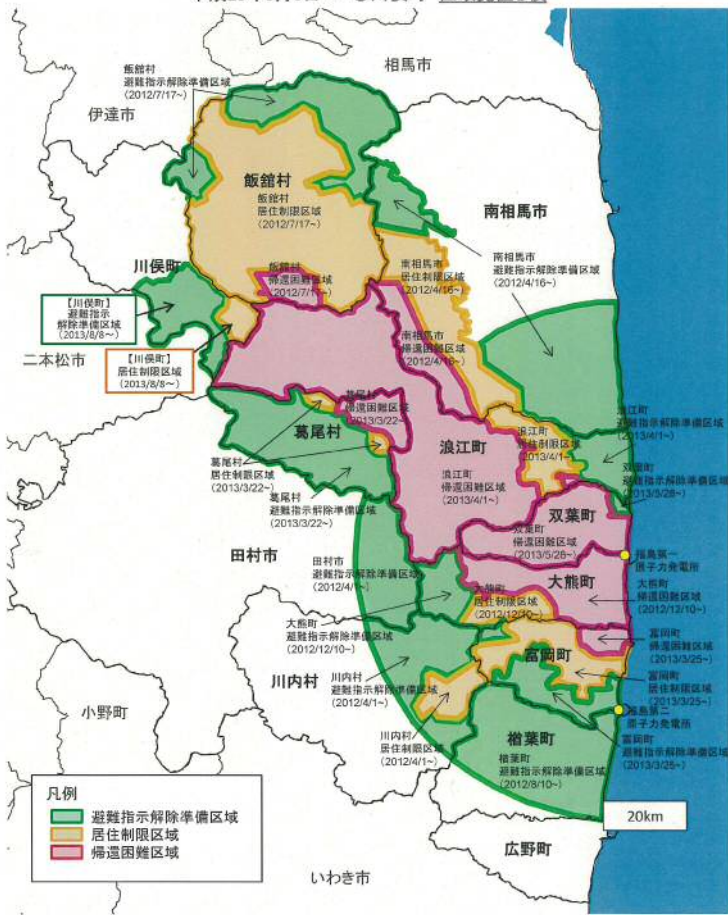 相馬市
飯舘村
避難指示解除準備区域
(2012/7/17~)
伊達市
飯舘村
飯舘村
居住制限区域
(2012/7/17~)
南相馬市
南相馬市
避難指示解除準備区域
(2012/4/16~)
南相馬市
居住制限区域
(2012/4/16~)
川俣町
飯舘村
帰還困難区域
(2012/7/17~)
【川俣町】
避難指示
解除準備区域
(2013/8/8~)
南相馬市
帰還困難区域
(2012/4/16~)
二本松市
【川俣町】
居住制限区域
(2013/8/8~)
葛尾村
帰還困難区域
(2013/3/22~)
葛尾村
浪江町
浪江町
居住制限区域
(2013/4/1~)
浪江町
避難指示解除準備区域
(2013/4/1~)
葛尾村
居住制限区域
(2013/3/22~)
浪江町
帰還困難区域
(2013/4/1~)
双葉町
避難指示解除準備区域
(2013/5/28~)
葛尾村
避難指示解除準備区域
(2013/3/22~)
双葉町
双葉町
帰還困難区域
(2013/5/28~)
田村市
田村市
避難指示解除準備区域
(2012/4/1~)
福島第一
原子力発電所
大熊町
大熊町
帰還困難区域
(2012/12/10~)
大熊町
居住制限区域
(2012/12/10~)
大熊町
避難指示解除準備区域
(2012/12/10~)
富岡町
帰還困難区域
(2013/3/25~)
富岡町
川内村
川内村
避難指示解除準備区域
(2012/4/1~)
富岡町
居住制限区域
(2013/3/25~)
小野町
福島第二
原子力発電所
川内村
居住制限区域
(2012/4/1~)
富岡町
避難指示解除準備区域
(2013/3/25~)
楢葉町
楢葉町
避難指示解除準備区域
(2012/8/10~)
凡例
避難指示解除準備区域
居住制限区域
帰還困難区域
20km
広野町
いわき市